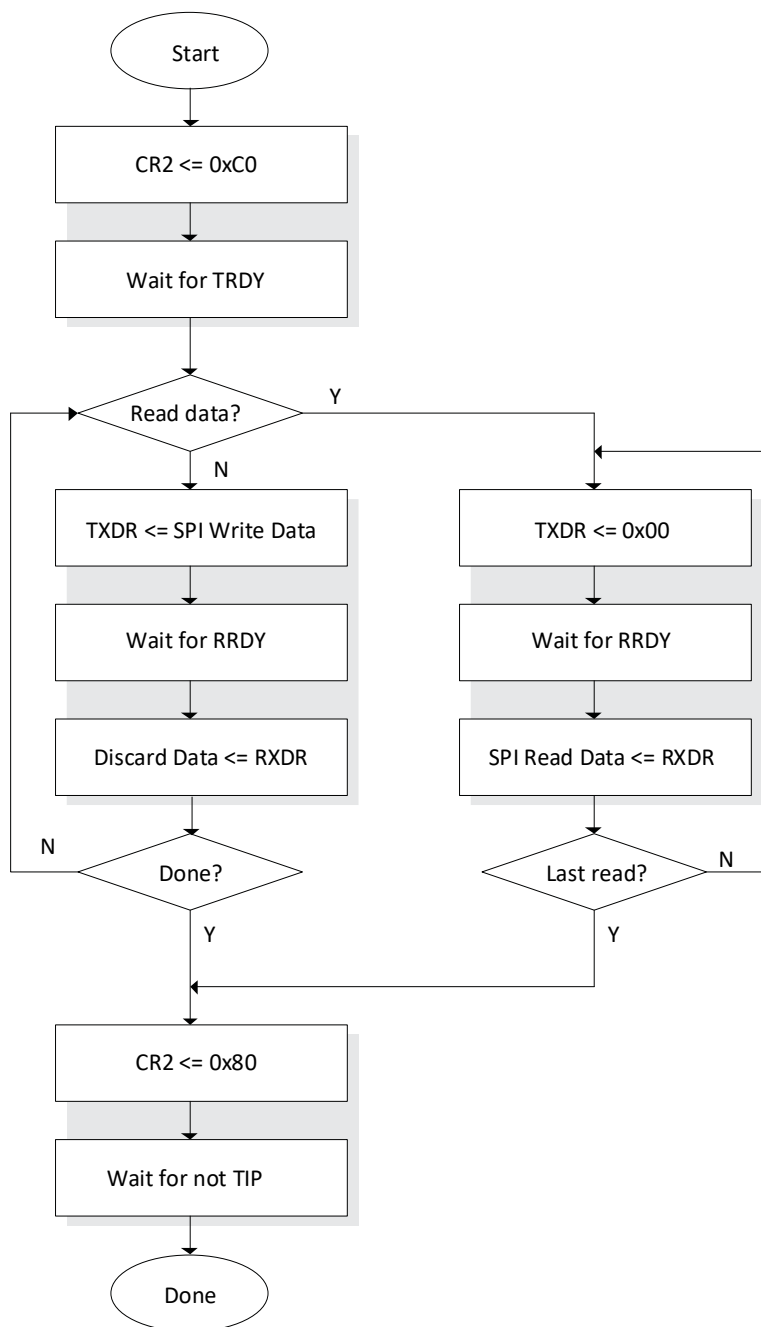 Start
CR2 <= 0xC0
Wait for TRDY
Read data?
Y
N
TXDR <= SPI Write Data
TXDR <= 0x00
Wait for RRDY
Wait for RRDY
Discard Data <= RXDR
SPI Read Data <= RXDR
N
Done?
Last read?
N
Y
Y
CR2 <= 0x80
Wait for not TIP
Done